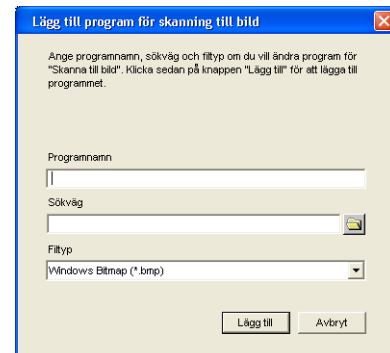 Lägg till program för skanning till bild
Ange programnamn, sökväg och filtyp om du vill ändra program för
"Skanna till bild". Klicka sedan på knappen "Lägg till" för att lägga till
programmet.
Programnamn
Sökväg
Filtyp
Windows Bitmap (*.bmp)
Lägg till Avbryt